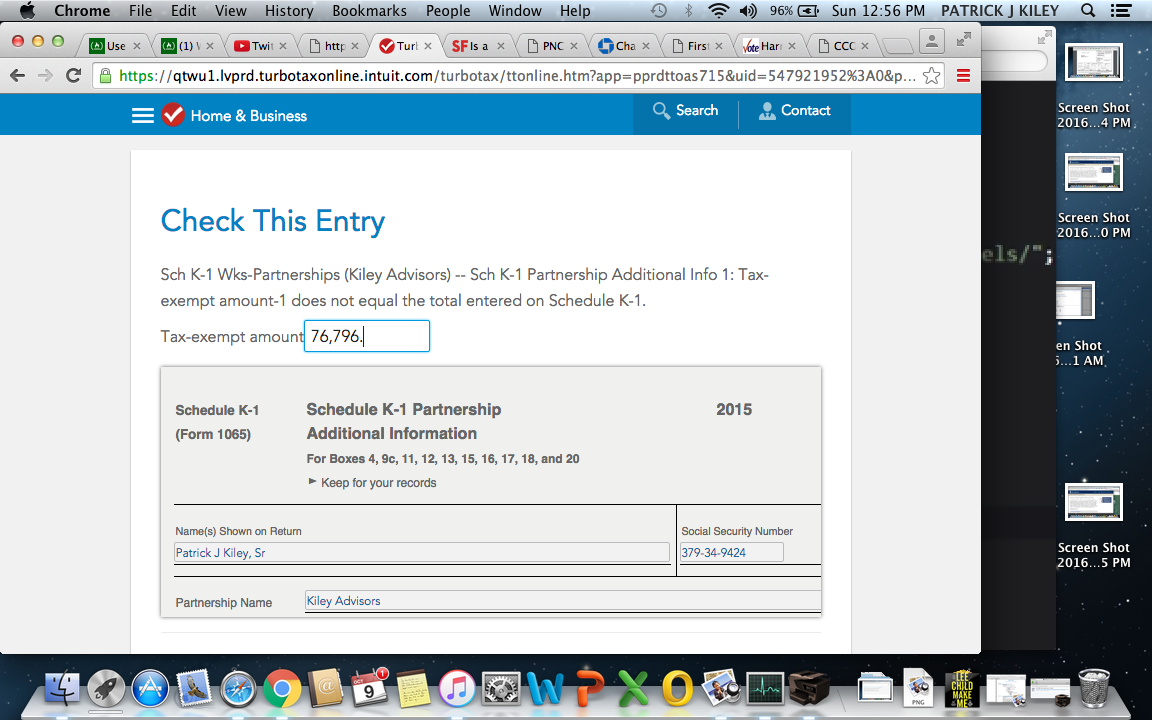 Chrome File Edit View History Bookmarks People Window Help 96% Sun 12:56 PM PATRICK J KILEY
Use (1) Twit http Turb SF Is a PNC Cha First vote Harr CCC
https://qtwu1.lvprd.turbotaxonline.intuit.com/turbotax/ttonline.htm?app=pprdttoas715&uid=547921952%3A0&p...
Home & Business Search Contact
Check This Entry
Sch K-1 Wks-Partnerships (Kiley Advisors) -- Sch K-1 Partnership Additional Info 1: Tax-
exempt amount-1 does not equal the total entered on Schedule K-1.
Tax-exempt amount 76,796.
Schedule K-1 Schedule K-1 Partnership 2015
(Form 1065) Additional Information
For Boxes 4, 9c, 11, 12, 13, 15, 16, 17, 18, and 20
► Keep for your records
Name(s) Shown on Return Social Security Number
Patrick J Kiley, Sr 379-34-9424
Partnership Name Kiley Advisors
els/";
Screen Shot
2016...4 PM
Screen Shot
2016...0 PM
en Shot
...1 AM
Screen Shot
2016...5 PM
OCT
9
1
PNG
LEE
CHILD
MAKE
ME